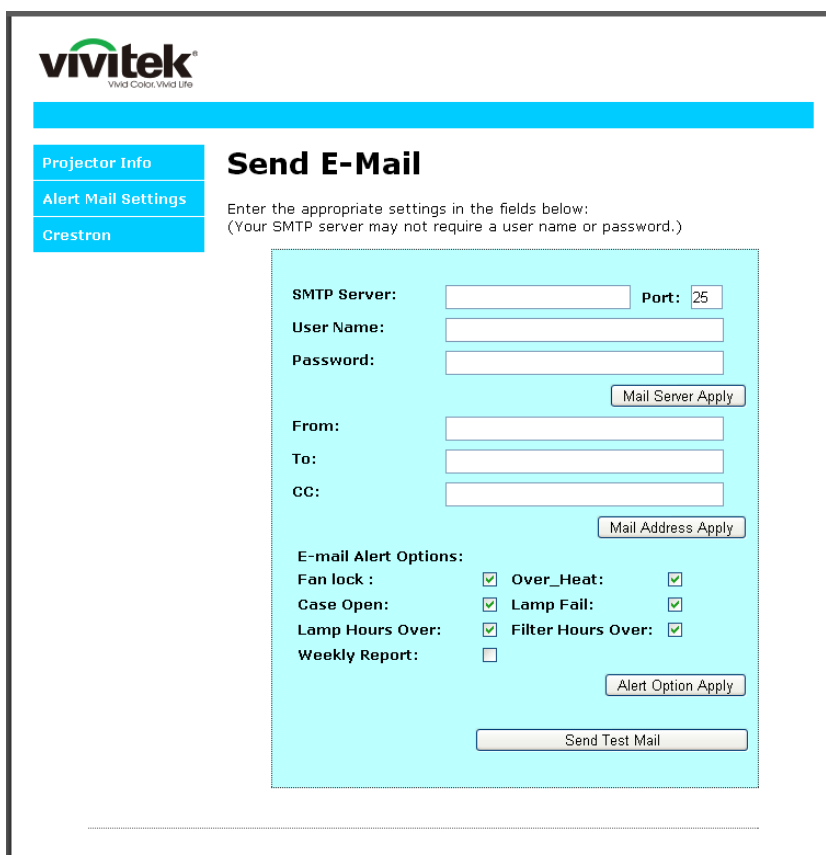 vivitek®
Vivid Color, Vivid Life
Projector Info
Alert Mail Settings
Crestron
Send E-Mail
Enter the appropriate settings in the fields below:
(Your SMTP server may not require a user name or password.)
SMTP Server: Port: 25
User Name:
Password:
Mail Server Apply
From:
To:
CC:
Mail Address Apply
E-mail Alert Options:
Fan lock : Over_Heat:
Case Open: Lamp Fail:
Lamp Hours Over: Filter Hours Over:
Weekly Report:
Alert Option Apply
Send Test Mail